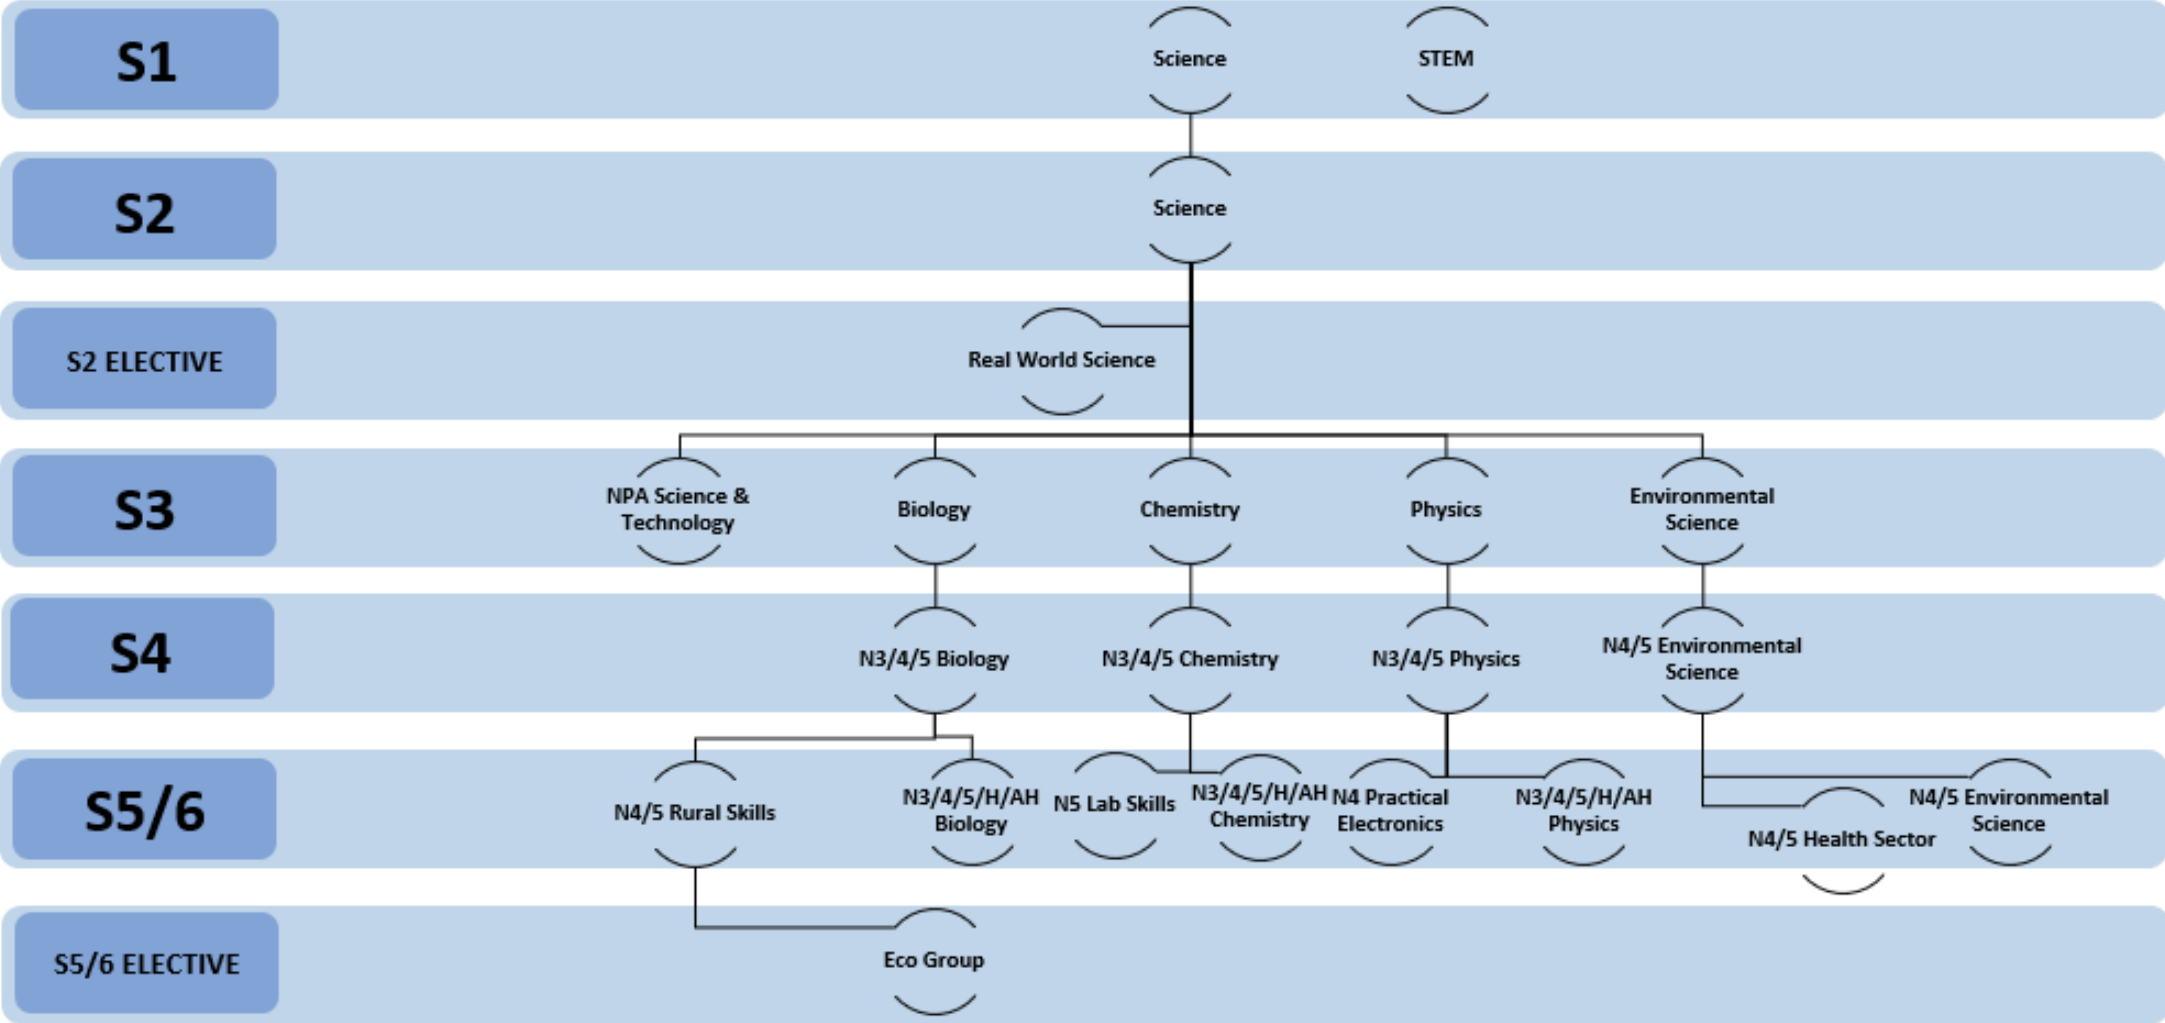 S1
Science
STEM
S2
Science
S2 ELECTIVE
Real World Science
S3
NPA Science &
Technology
Biology
Chemistry
Physics
Environmental
Science
S4
N3/4/5 Biology
N3/4/5 Chemistry
N3/4/5 Physics
N4/5 Environmental
Science
S5/6
N4/5 Rural Skills
N3/4/5/H/AH
Biology
N5 Lab Skills
N3/4/5/H/AH
Chemistry
N4 Practical
Electronics
N3/4/5/H/AH
Physics
N4/5 Health Sector
N4/5 Environmental
Science
S5/6 ELECTIVE
Eco Group